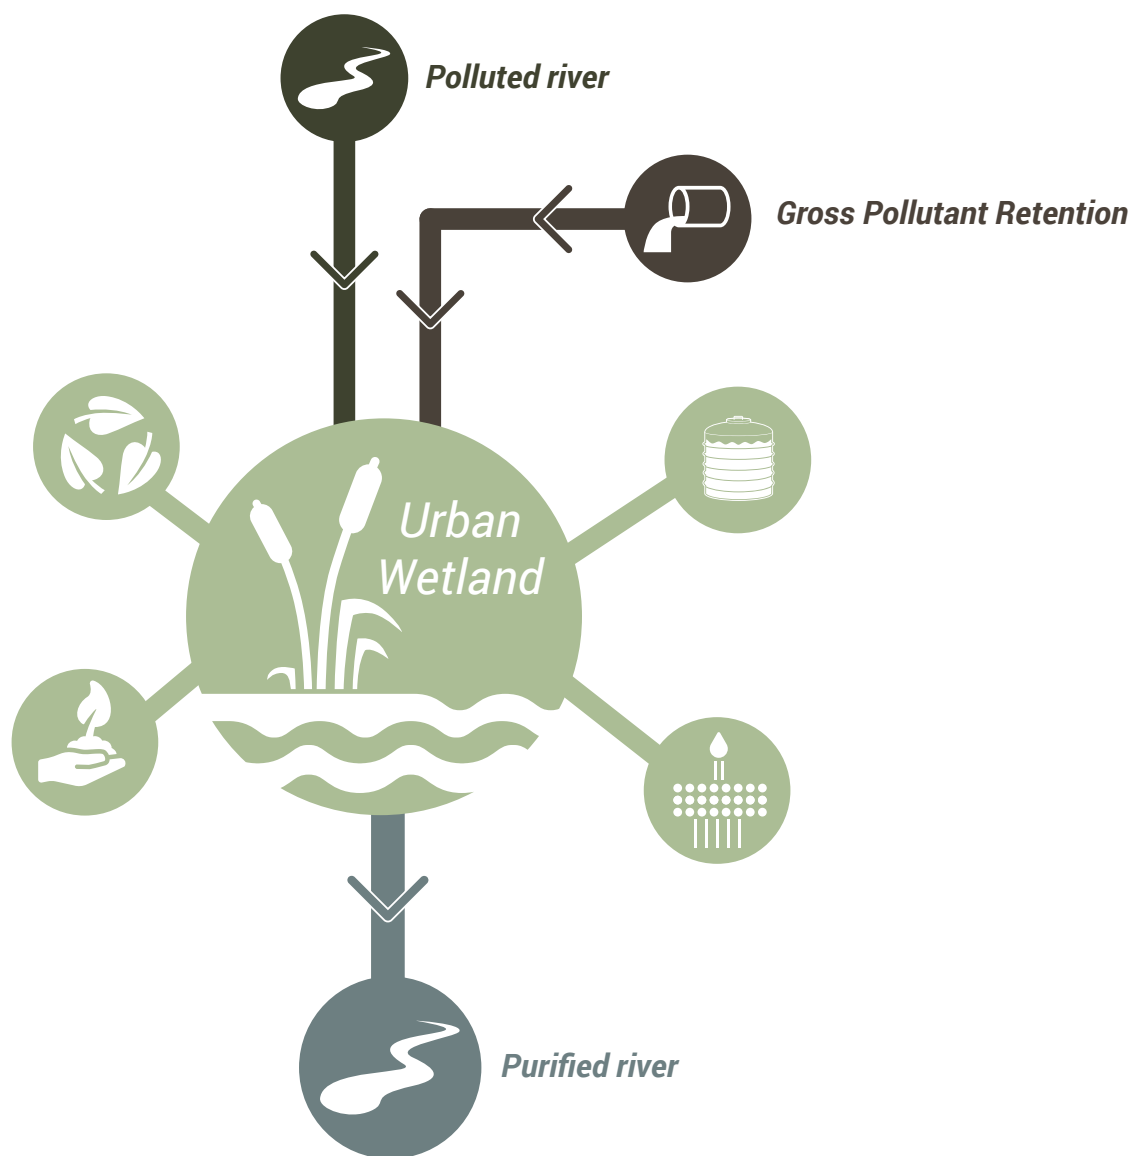 Polluted river
Gross Pollutant Retention
Urban
Wetland
Purified river